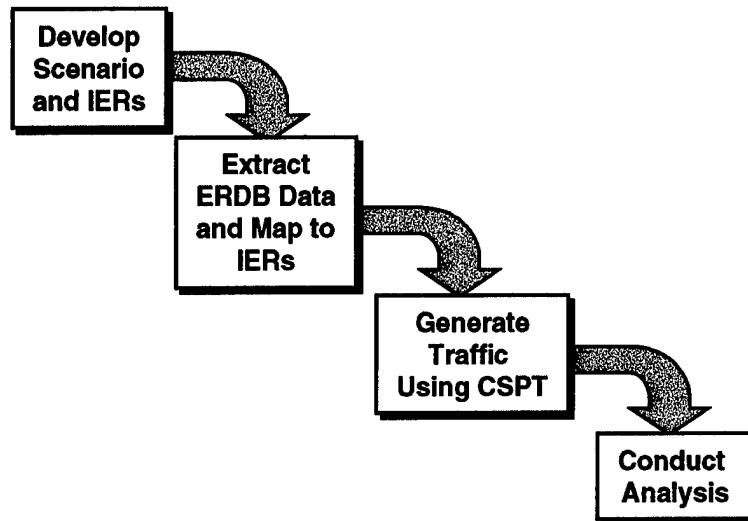 Develop
Scenario
and IERs
Extract
ERDB Data
and Map to
IERs
Generate
Traffic
Using CSPT
Conduct
Analysis